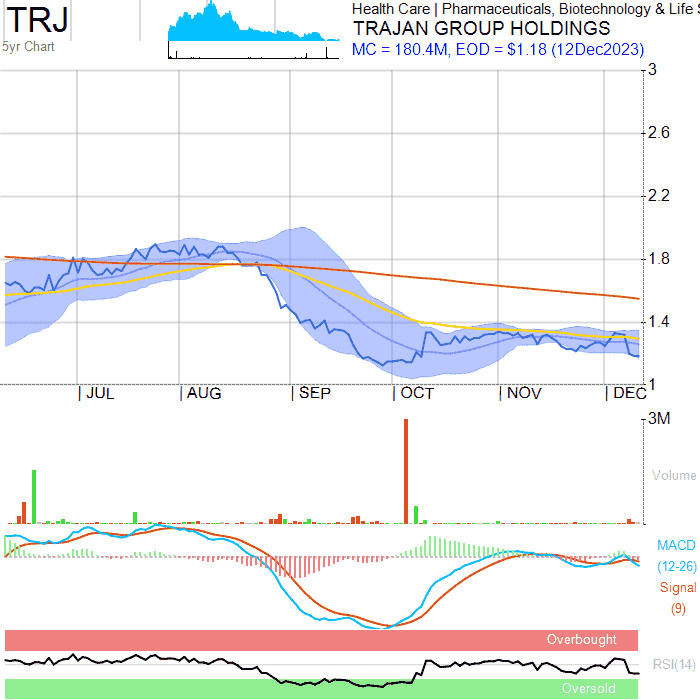 TRJ
5yr Chart
Health Care | Pharmaceuticals, Biotechnology & Life S
TRAJAN GROUP HOLDINGS
MC = 180.4M, EOD = $1.18 (12Dec2023)
3
2.6
2.2
1.8
1.4
1
| JUL | AUG | SEP | OCT | NOV | DEC
3M
Volume
MACD
(12-26)
Signal
(9)
Overbought
RSI(14)
Oversold